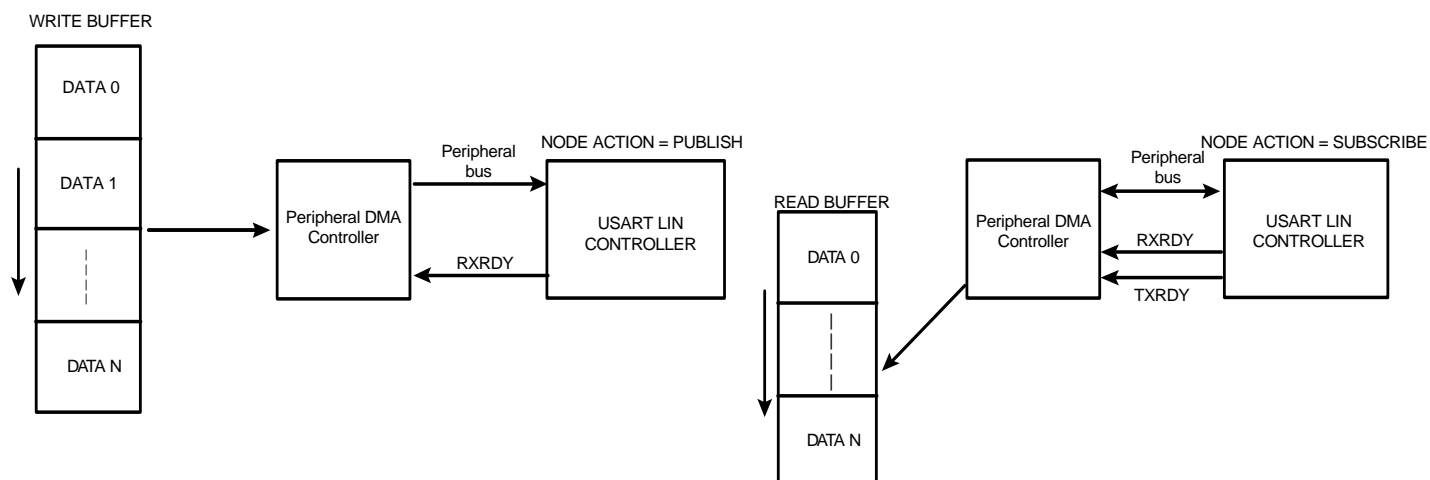 WRITE BUFFER
DATA 0
DATA 1
DATA N
Peripheral DMA
Controller
Peripheral
bus
RXRDY
NODE ACTION = PUBLISH
USART LIN
CONTROLLER
READ BUFFER
DATA 0
DATA N
Peripheral DMA
Controller
Peripheral
bus
RXRDY
TXRDY
NODE ACTION = SUBSCRIBE
USART LIN
CONTROLLER